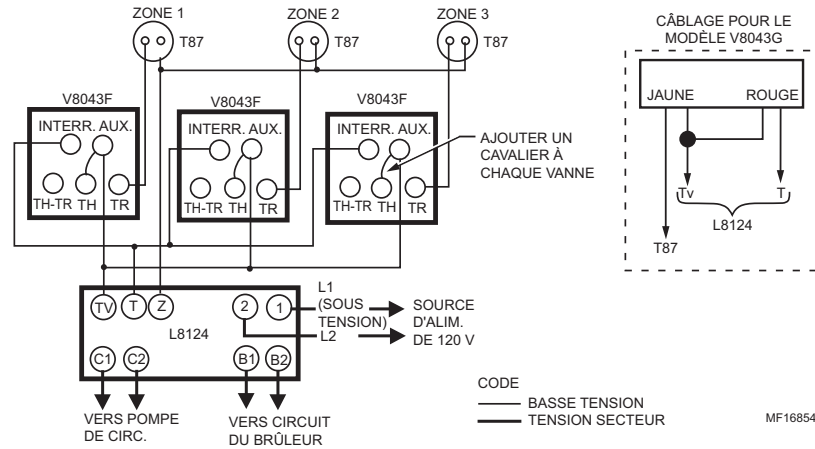 ZONE 1
ZONE 2
ZONE 3
T87
T87
T87
V8043F
V8043F
V8043F
INTERR. AUX.
INTERR. AUX.
INTERR. AUX.
TH-TR TH TR
TH-TR TH TR
TH-TR TH TR
AJOUTER UN
CAVALIER À
CHAQUE VANNE
TV T Z
2 1
L8124
C1 C2
B1 B2
L1
(SOUS
TENSION)
L2
SOURCE
D'ALIM.
DE 120 V
VERS POMPE
DE CIRC.
VERS CIRCUIT
DU BRÛLEUR
CÂBLAGE POUR LE
MODÈLE V8043G
JAUNE ROUGE
Tv T
L8124
T87
CODE
BASSE TENSION
TENSION SECTEUR
MF16854